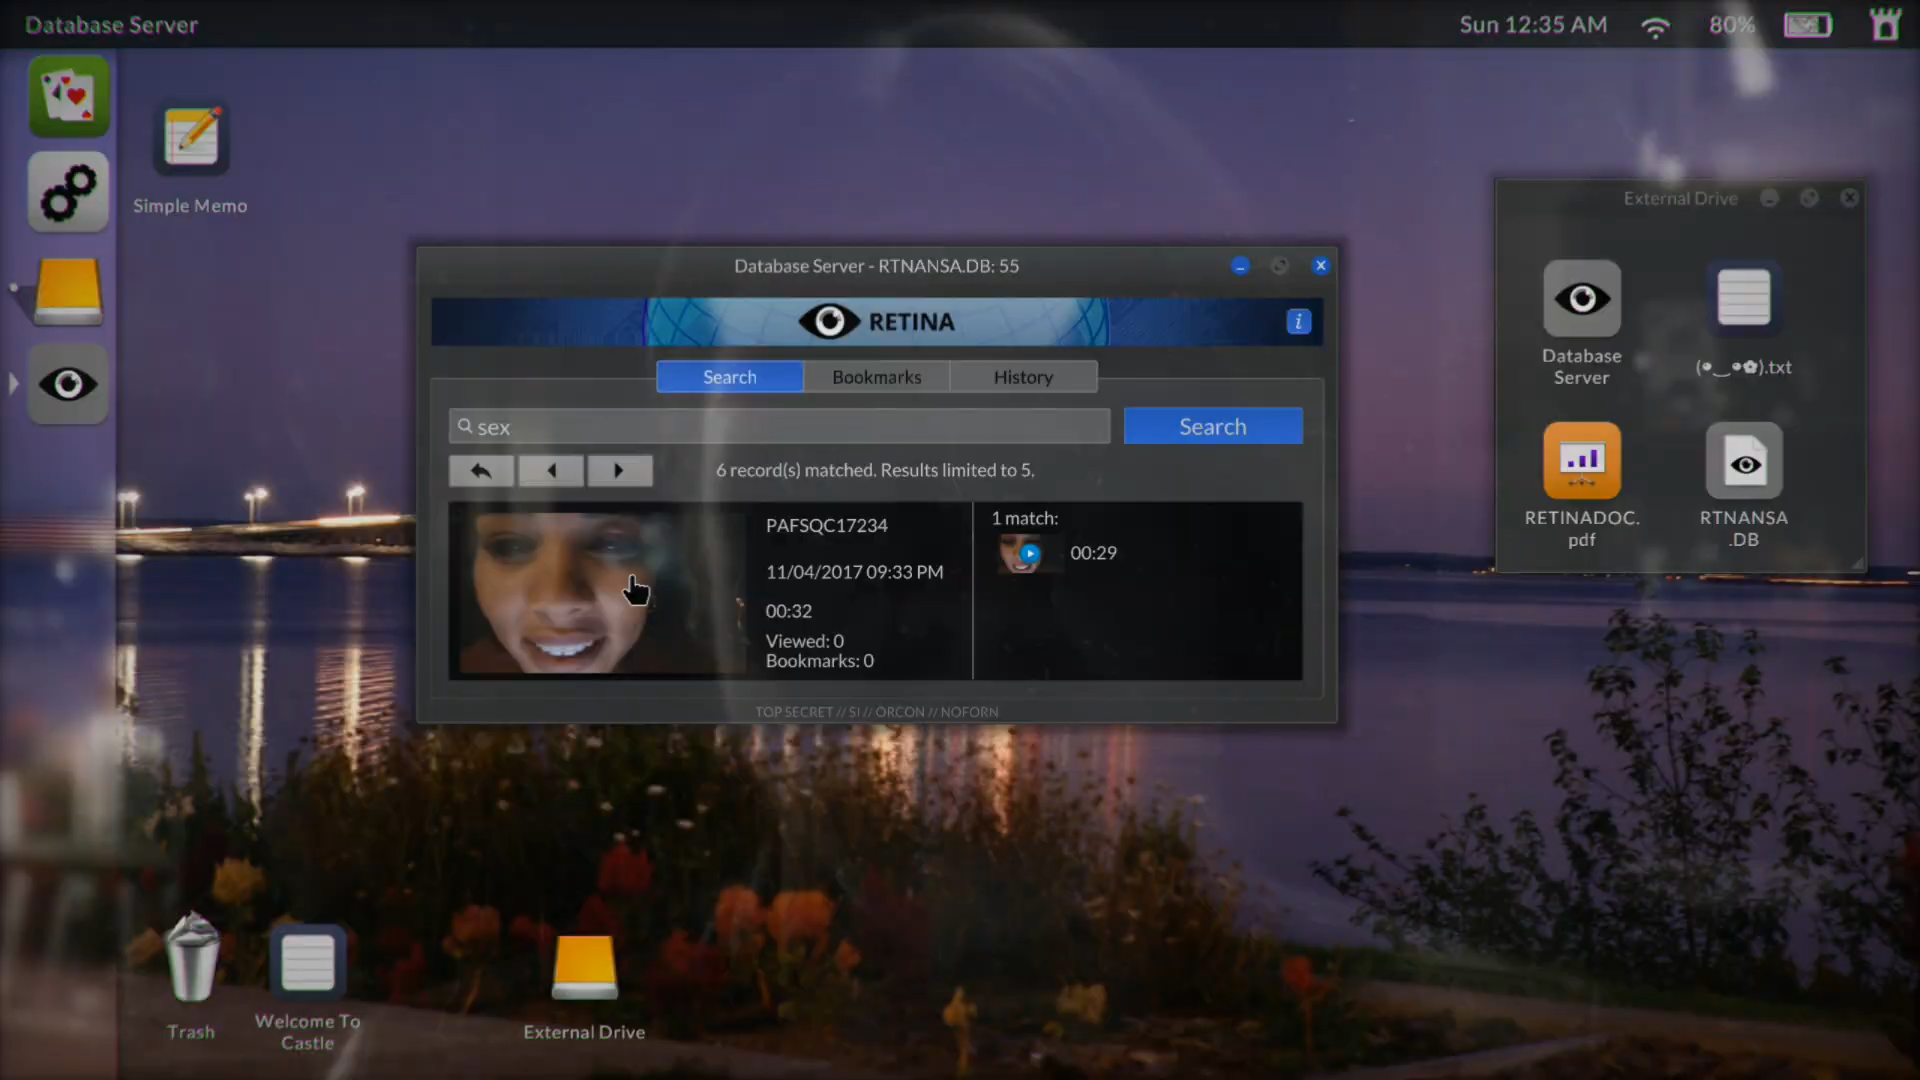 Database Server
Sun 12:35 AM
80%
Simple Memo
External Drive
Database
Server
(•‿•✿).txt
RETINADOC.
pdf
RTNANSA
.DB
Database Server - RTNANSA.DB: 55
RETINA
i
Search
Bookmarks
History
sex
Search
6 record(s) matched. Results limited to 5.
PAFSQC17234
11/04/2017 09:33 PM
00:32
Viewed: 0
Bookmarks: 0
1 match:
00:29
TOP SECRET // SI // ORCON // NOFORN
Trash
Welcome To
Castle
External Drive